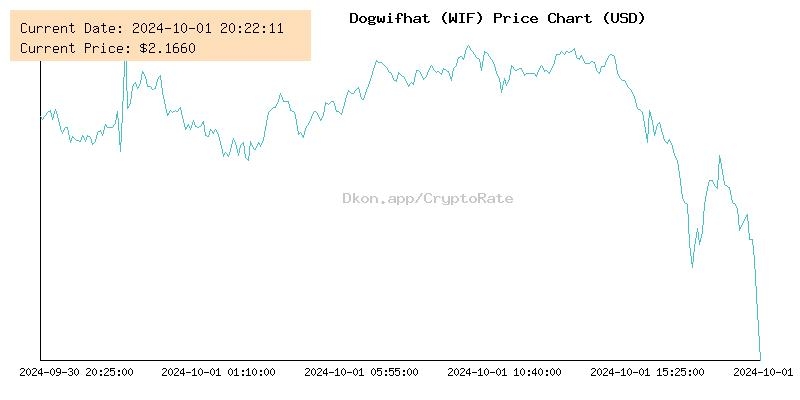 Dogwifhat (WIF) Price Chart (USD)
Current Date: 2024-10-01 20:22:11
Current Price: $2.1660
Dkon.app/CryptoRate
2024-09-30 20:25:00 2024-10-01 01:10:00 2024-10-01 05:55:00 2024-10-01 10:40:00 2024-10-01 15:25:00 2024-10-01